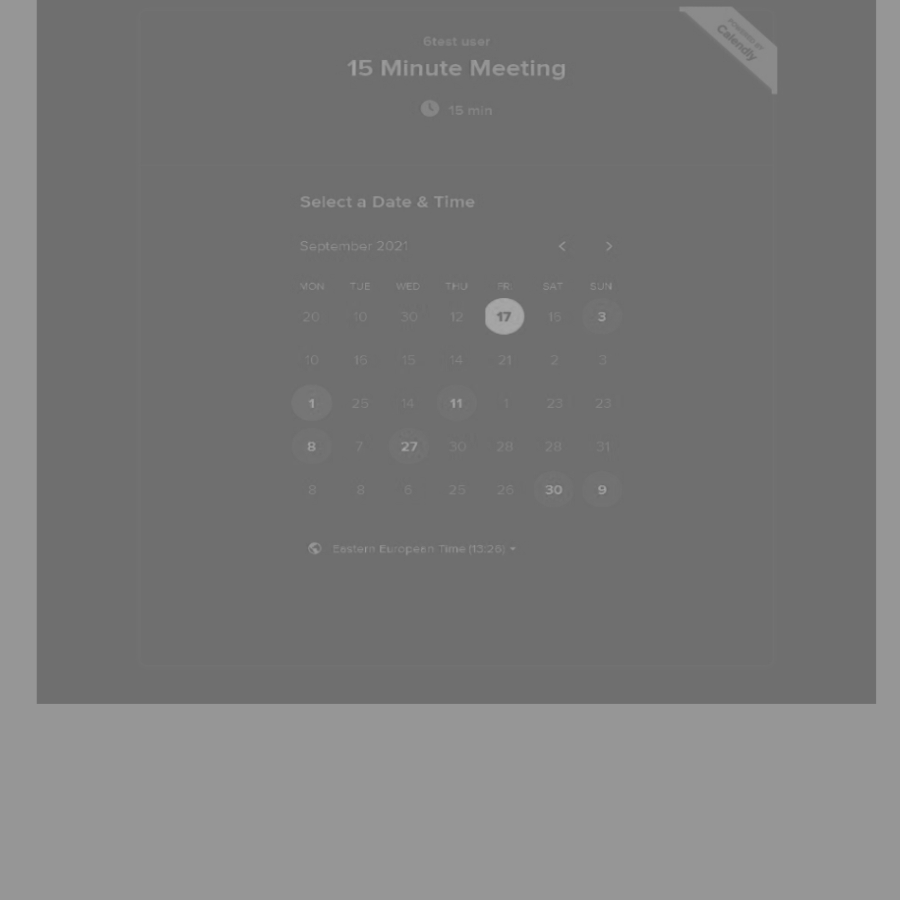 POWERED BY
Calendly
6test user
15 Minute Meeting
15 min
Select a Date & Time
September 2021
MON TUE WED THU FRI SAT SUN
20 10 30 12 17 15 3
10 15 15 14 21 2 3
1 25 14 11 1 23 23
8 7 27 30 28 28 31
8 8 6 25 26 30 9
Eastern European Time (13:26)